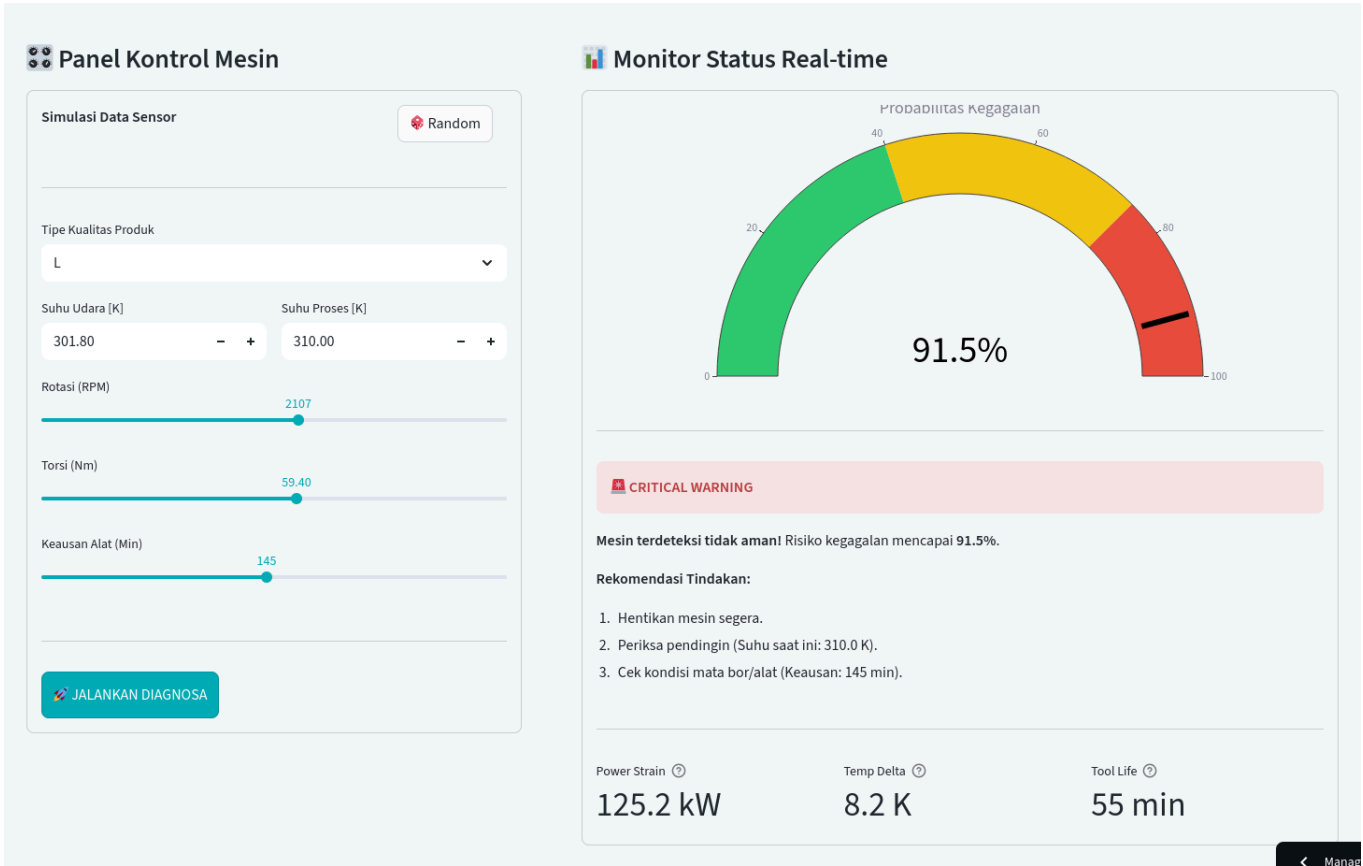 Panel Kontrol Mesin
Simulasi Data Sensor
Random
Tipe Kualitas Produk
L
Suhu Udara [K]
Suhu Proses [K]
301.80
310.00
Rotasi (RPM)
2107
Torsi (Nm)
59.40
Keausan Alat (Min)
145
JALANKAN DIAGNOSA
Monitor Status Real-time
Probabilitas Kegagalan
0
20
40
60
80
100
91.5%
CRITICAL WARNING
Mesin terdeteksi tidak aman! Risiko kegagalan mencapai 91.5%.
Rekomendasi Tindakan:
1. Hentikan mesin segera.
2. Periksa pendingin (Suhu saat ini: 310.0 K).
3. Cek kondisi mata bor/alat (Keausan: 145 min).
Power Strain
Temp Delta
Tool Life
125.2 kW
8.2 K
55 min
Manag